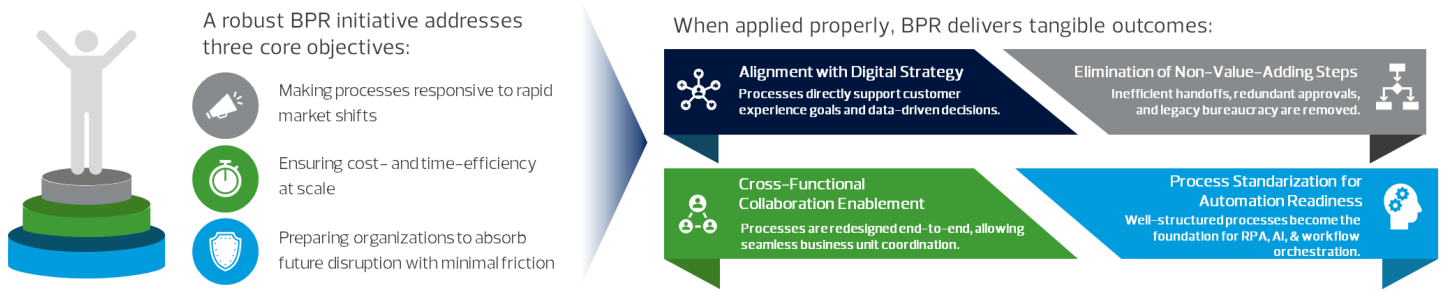 A robust BPR initiative addresses
three core objectives:
Making processes responsive to rapid
market shifts
Ensuring cost- and time-efficiency
at scale
Preparing organizations to absorb
future disruption with minimal friction
When applied properly, BPR delivers tangible outcomes:
Alignment with Digital Strategy
Processes directly support customer
experience goals and data-driven decisions.
Elimination of Non-Value-Adding Steps
Inefficient handoffs, redundant approvals,
and legacy bureaucracy are removed.
Cross-Functional
Collaboration Enablement
Processes are redesigned end-to-end, allowing
seamless business unit coordination.
Process Standarization for
Automation Readiness
Well-structured processes become the
foundation for RPA, AI, & workflow
orchestration.